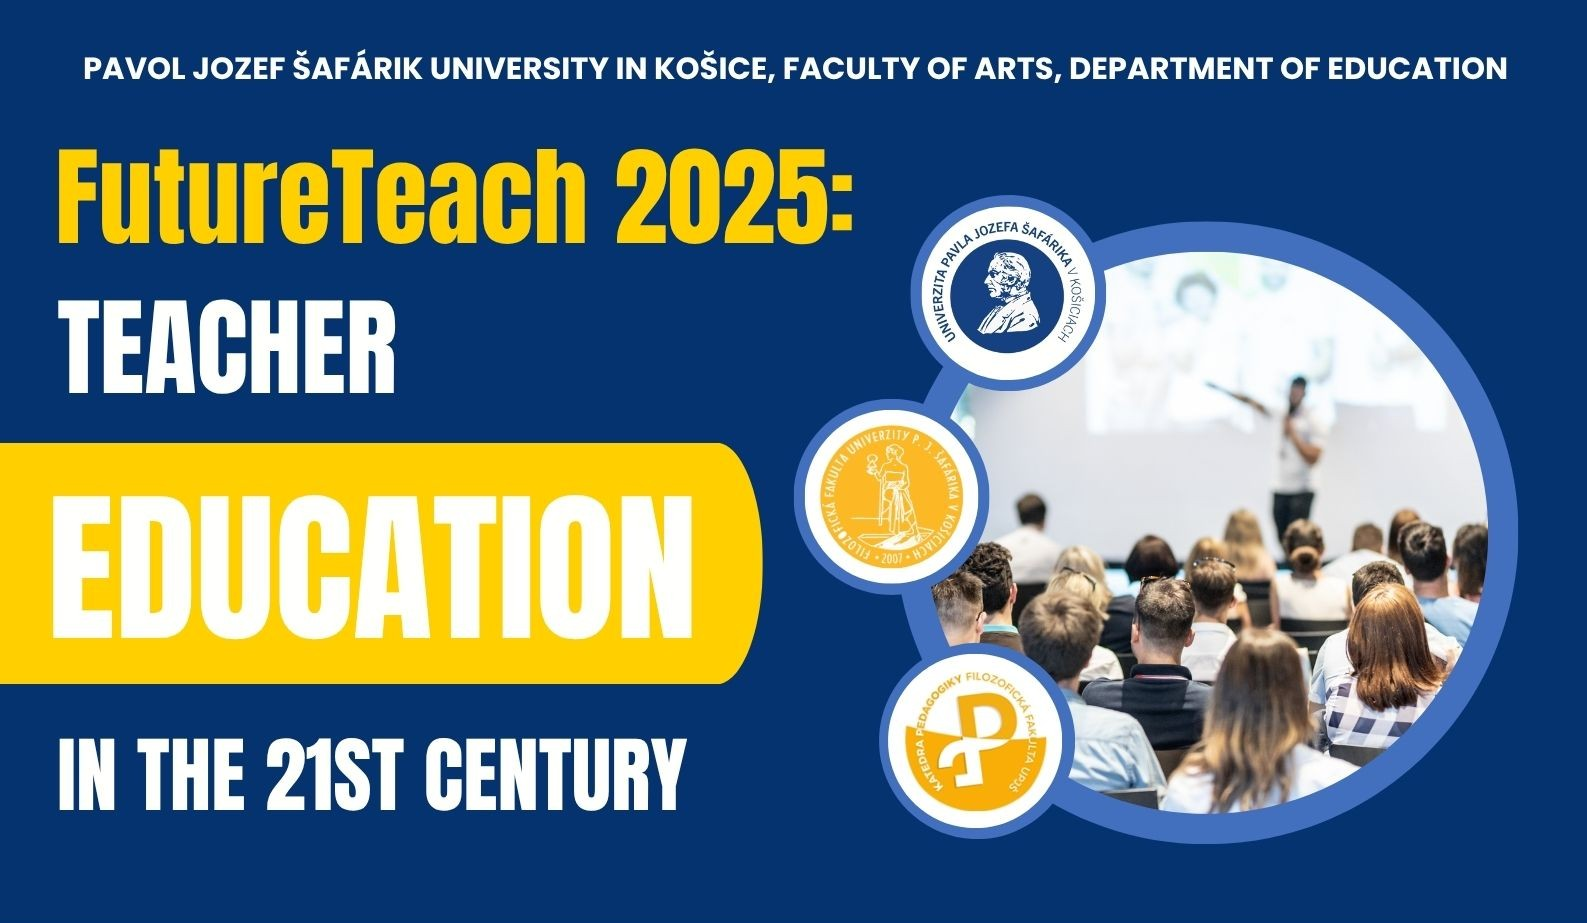 PAVOL JOZEF ŠAFÁRIK UNIVERSITY IN KOŠICE, FACULTY OF ARTS, DEPARTMENT OF EDUCATION
FutureTeach 2025:
TEACHER
EDUCATION
IN THE 21ST CENTURY
UNIVERZITA PAVLA JOZEFA ŠAFÁRIKA V KOŠICIACH
FILOZOFICKÁ FAKULTA UNIVERZITY P. J. ŠAFÁRIKA V KOŠICIACH
• 2007 •
KATEDRA PEDAGOGIKY FILOZOFICKÁ FAKULTA UPJŠ